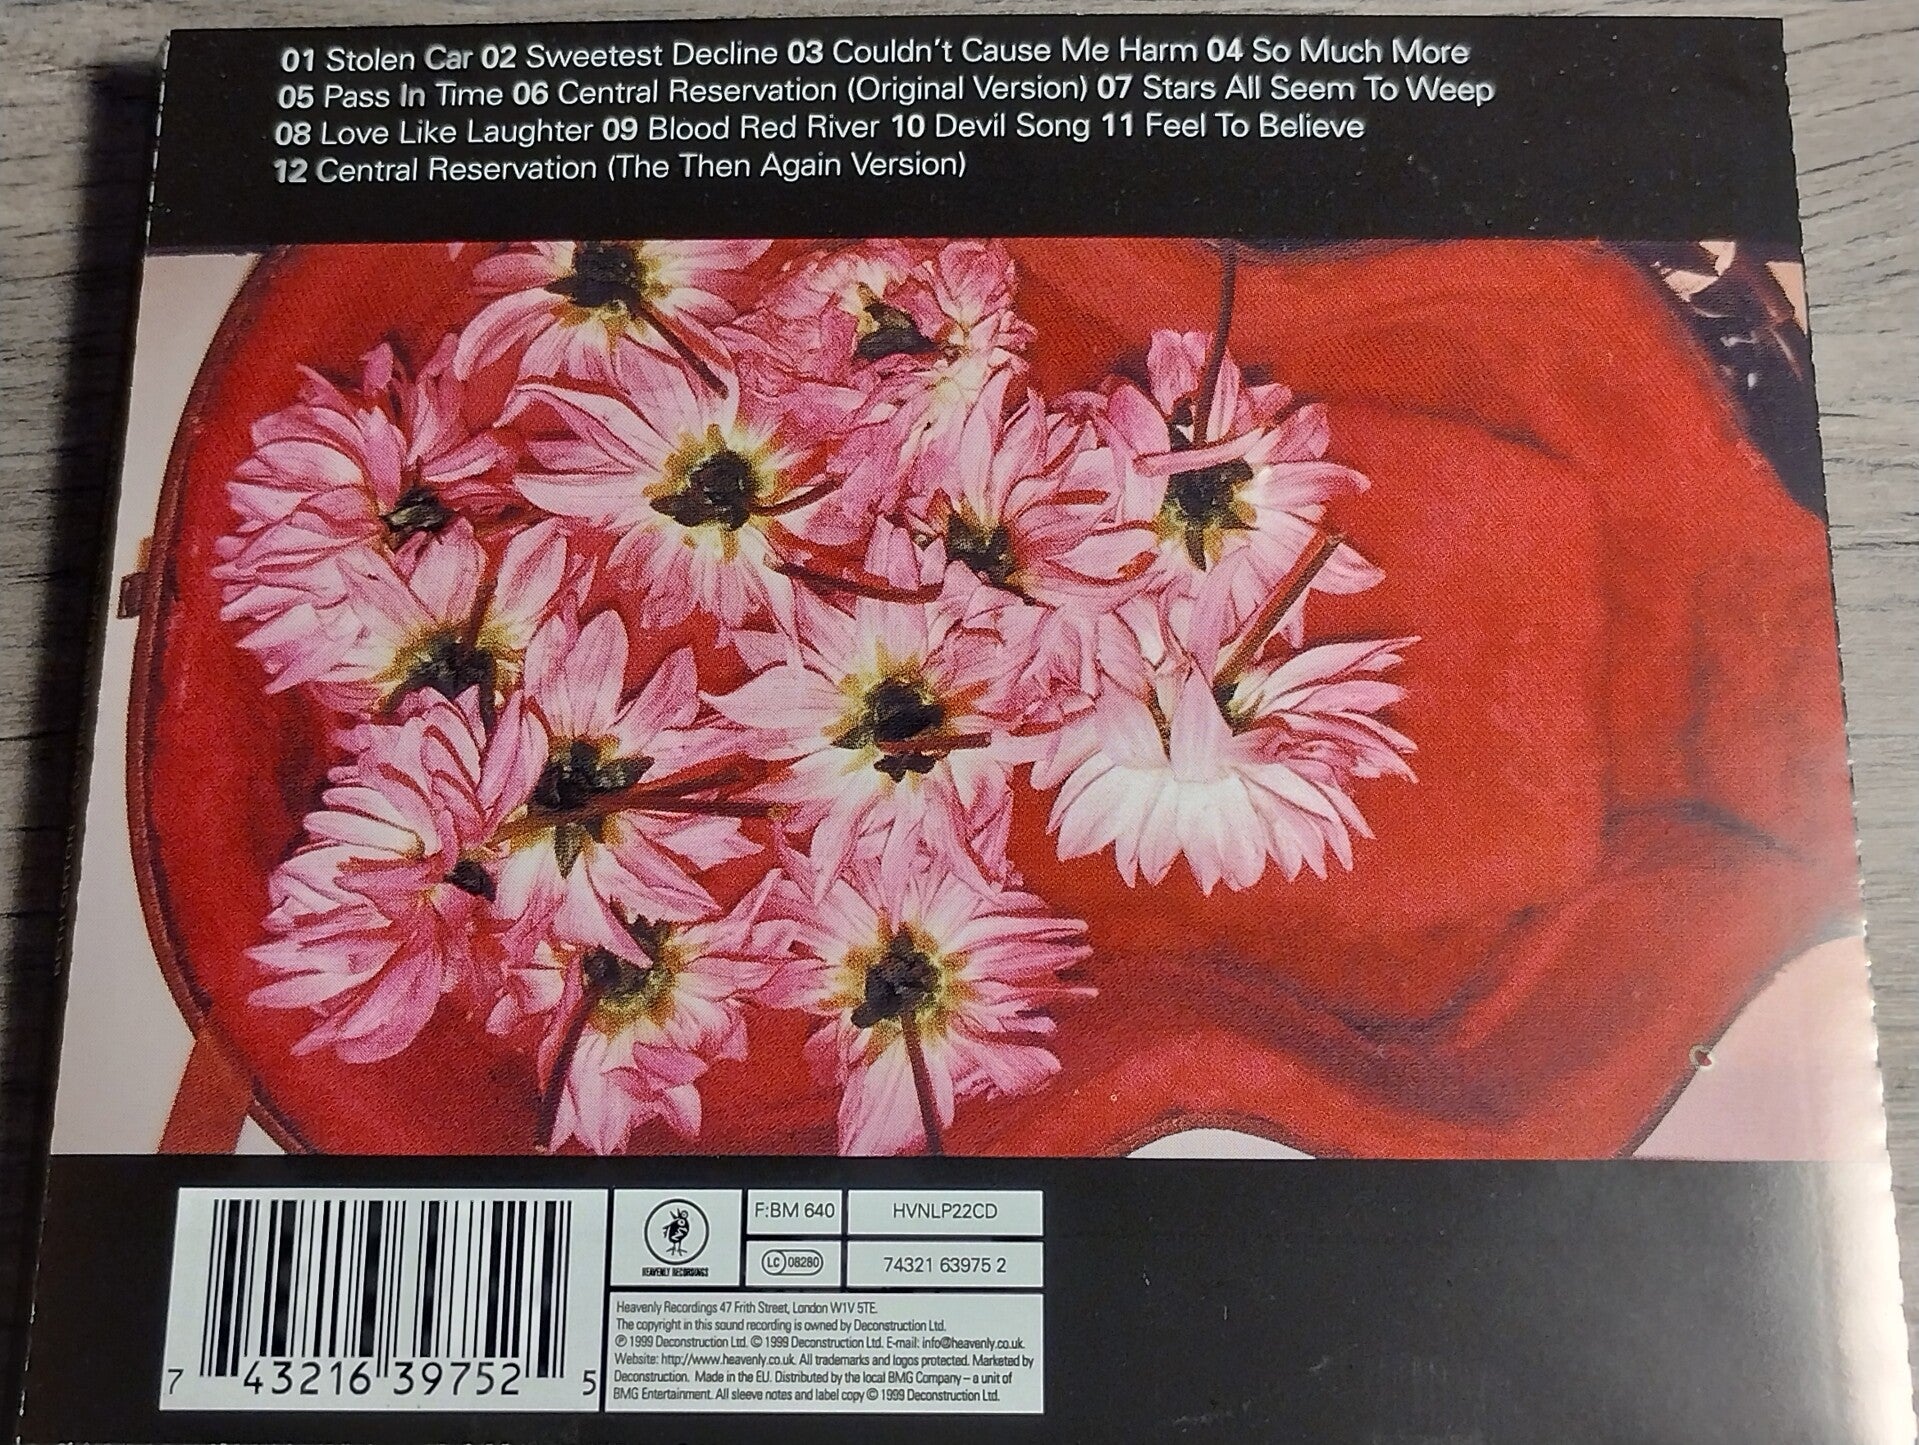 01 Stolen Car 02 Sweetest Decline 03 Couldn't Cause Me Harm 04 So Much More
05 Pass In Time 06 Central Reservation (Original Version) 07 Stars All Seem To Weep
08 Love Like Laughter 09 Blood Red River 10 Devil Song 11 Feel To Believe
12 Central Reservation (The Then Again Version)
7 43216 39752 5
HEAVENLY RECORDINGS
F:BM 640
HVNLP22CD
LC 08280
74321 63975 2
Heavenly Recordings 47 Frith Street, London W1V 5TE.
The copyright in this sound recording is owned by Deconstruction Ltd.
℗ 1999 Deconstruction Ltd. © 1999 Deconstruction Ltd. E-mail: info@heavenly.co.uk.
Website: http://www.heavenly.co.uk. All trademarks and logos protected. Marketed by
Deconstruction. Made in the EU. Distributed by the local BMG Company – a unit of
BMG Entertainment. All sleeve notes and label copy © 1999 Deconstruction Ltd.